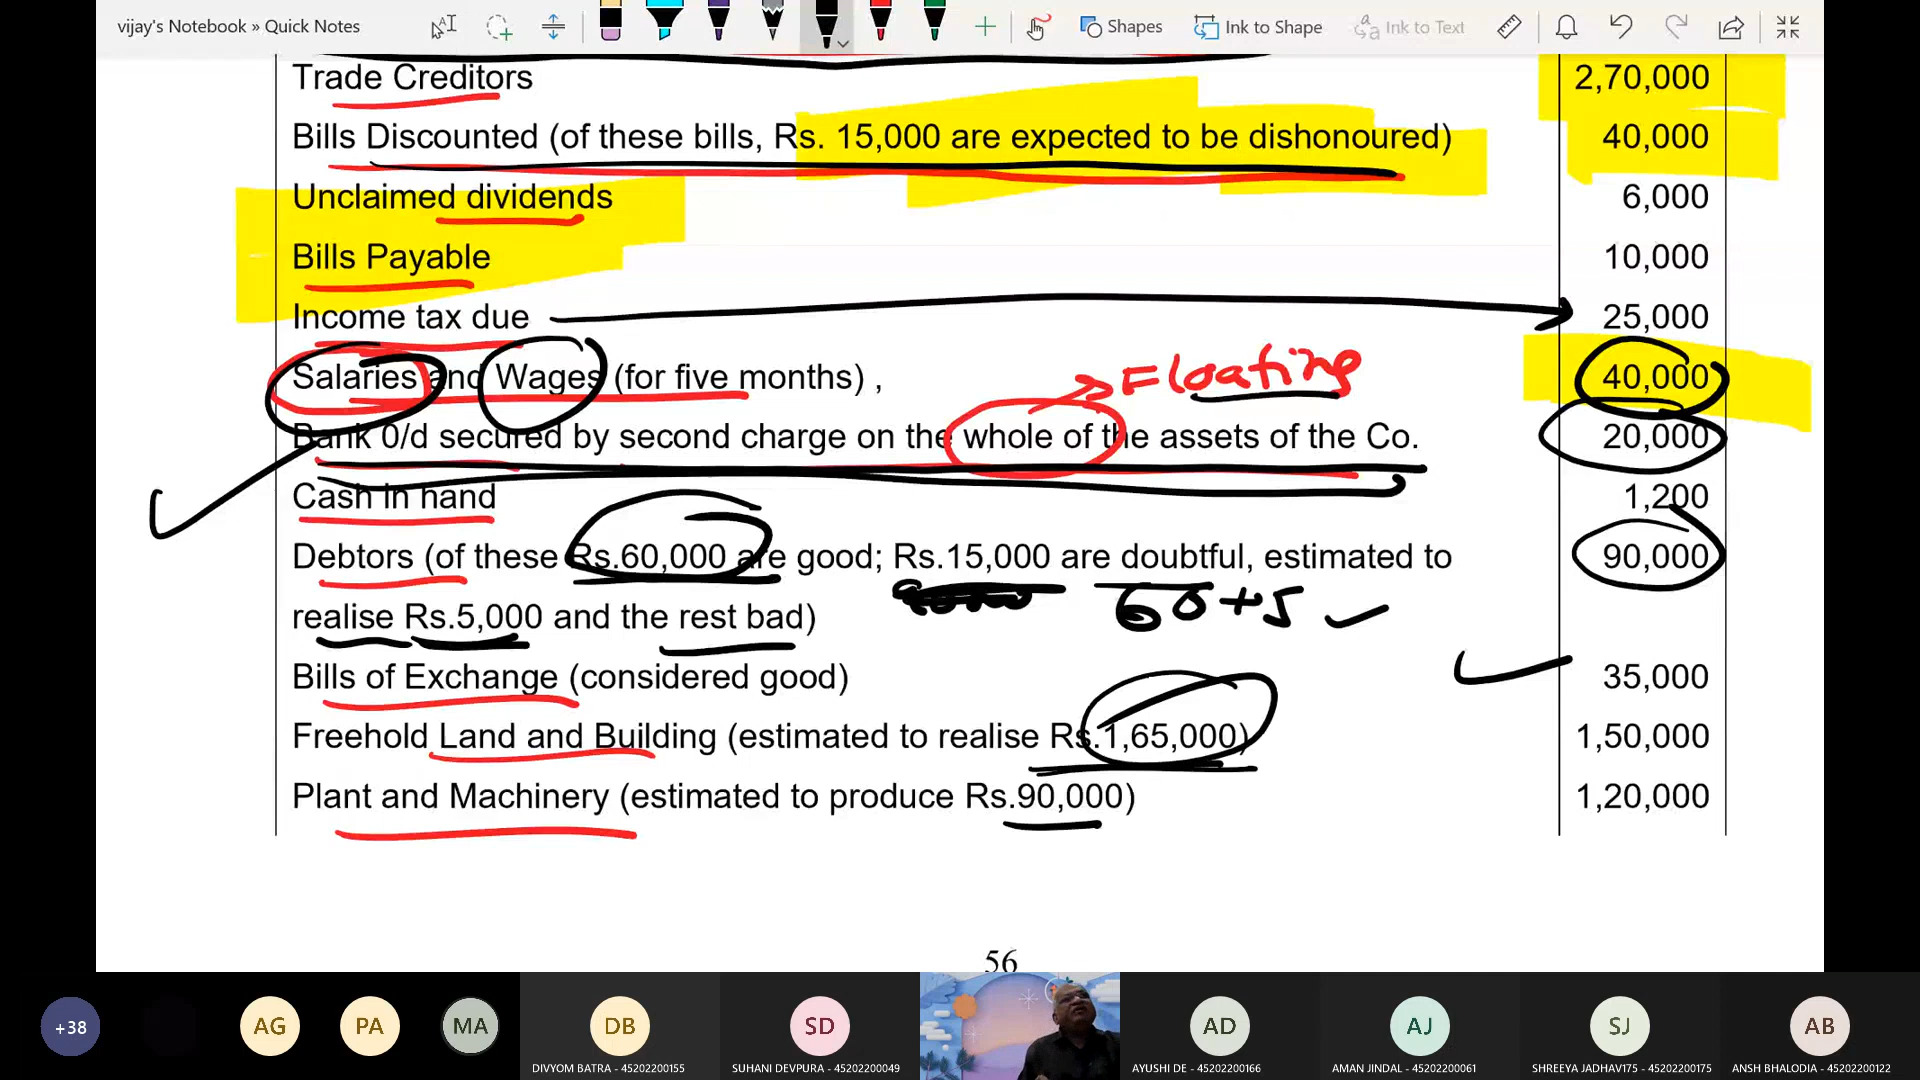 vijay's Notebook » Quick Notes
Shapes
Ink to Shape
Ink to Text
Trade Creditors 2,70,000
Bills Discounted (of these bills, Rs. 15,000 are expected to be dishonoured) 40,000
Unclaimed dividends 6,000
Bills Payable 10,000
Income tax due 25,000
Floating
Salaries and Wages (for five months) , 40,000
Bank 0/d secured by second charge on the whole of the assets of the Co. 20,000
Cash in hand 1,200
Debtors (of these Rs.60,000 are good; Rs.15,000 are doubtful, estimated to 90,000
realise Rs.5,000 and the rest bad)
60+5
Bills of Exchange (considered good) 35,000
Freehold Land and Building (estimated to realise Rs.1,65,000) 1,50,000
Plant and Machinery (estimated to produce Rs.90,000) 1,20,000
56
+38
AG
PA
MA
DB
SD
AD
AJ
SJ
AB
DIVYOM BATRA - 45202200155
SUHANI DEVPURA - 45202200049
AYUSHI DE - 45202200166
AMAN JINDAL - 45202200061
SHREEYA JADHAV175 - 45202200175
ANSH BHALODIA - 45202200122